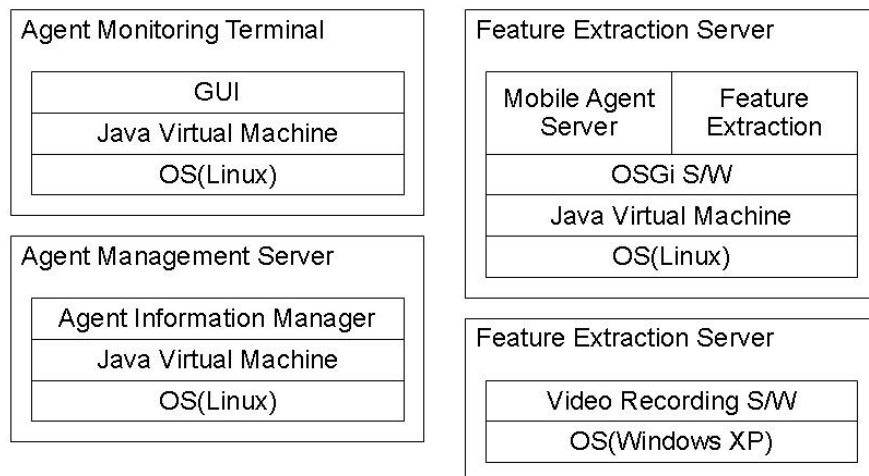 Agent Monitoring Terminal
GUI
Java Virtual Machine
OS(Linux)
Agent Management Server
Agent Information Manager
Java Virtual Machine
OS(Linux)
Feature Extraction Server
Mobile Agent
Server
Feature
Extraction
OSGi S/W
Java Virtual Machine
OS(Linux)
Feature Extraction Server
Video Recording S/W
OS(Windows XP)